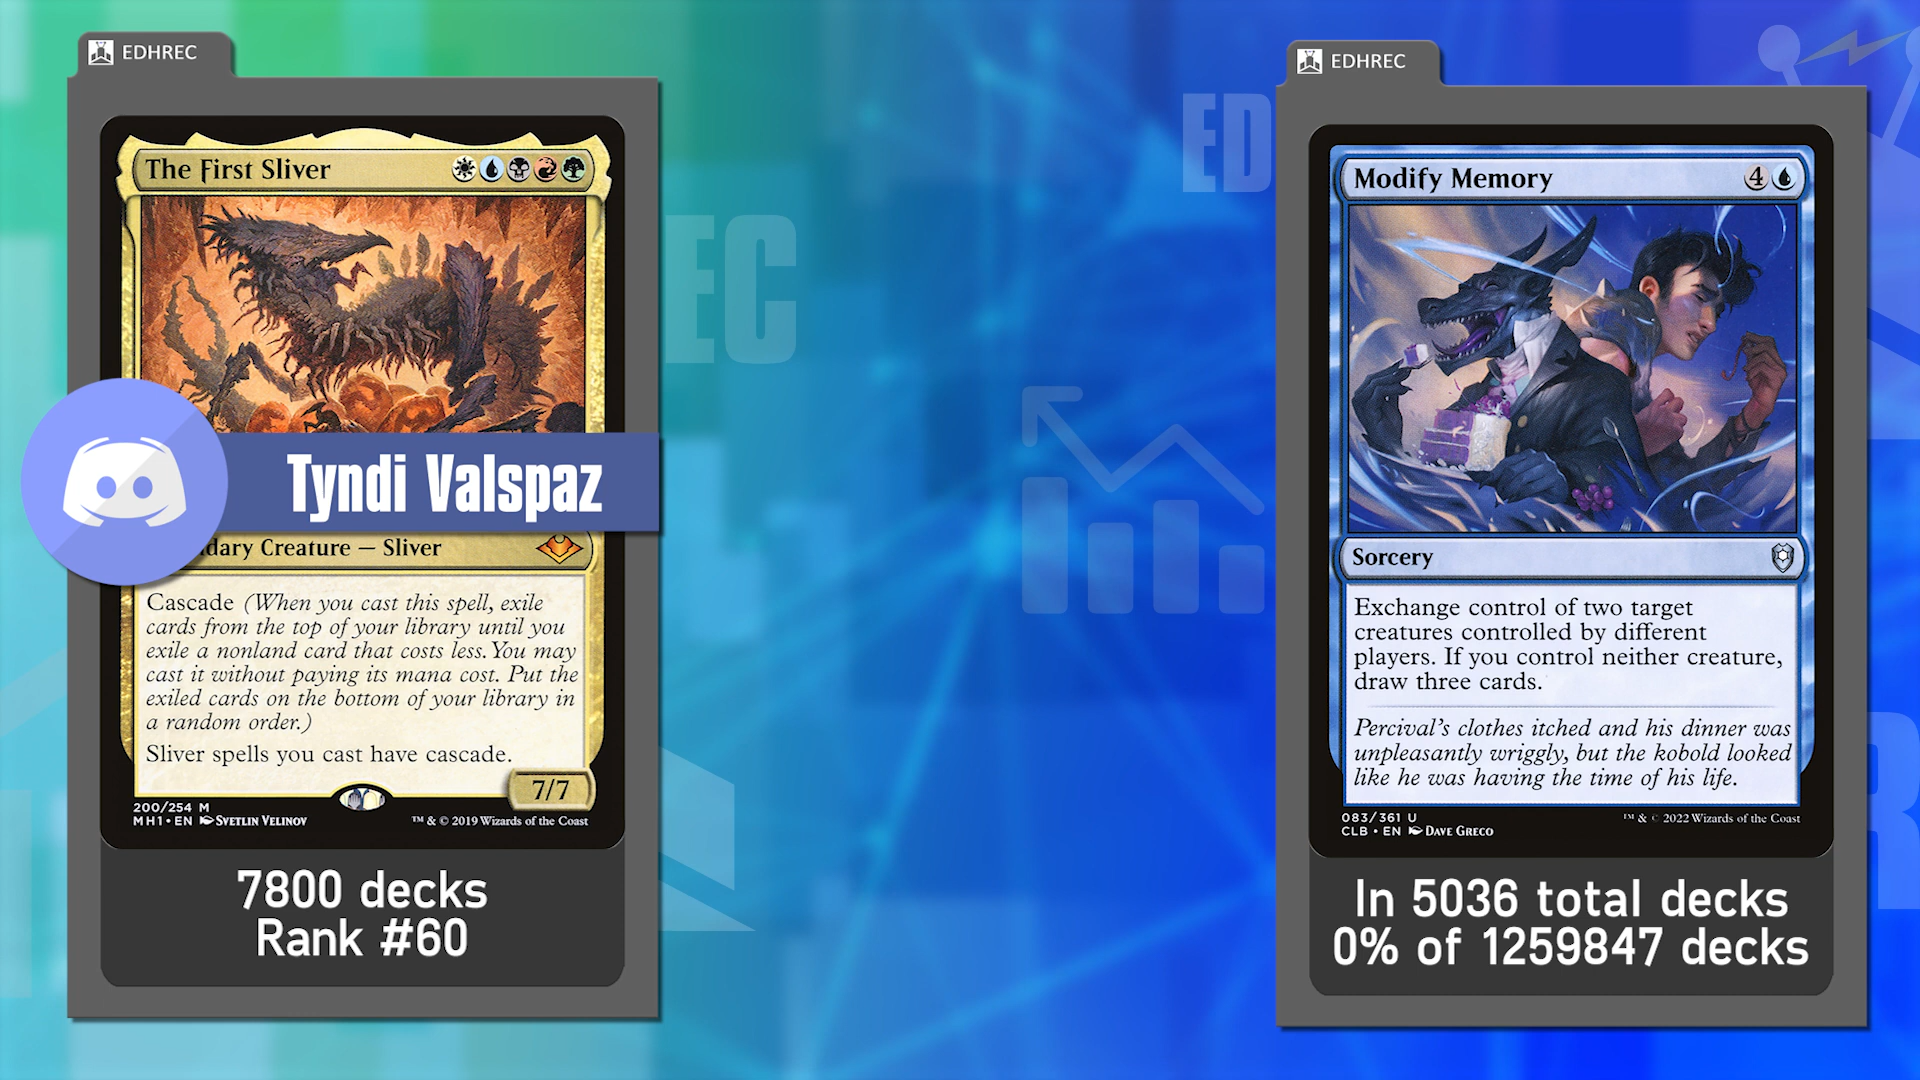 EDHREC
The First Sliver
Tyndi Valspaz
dary Creature — Sliver
Cascade (When you cast this spell, exile
cards from the top of your library until you
exile a nonland card that costs less. You may
cast it without paying its mana cost. Put the
exiled cards on the bottom of your library in
a random order.)
Sliver spells you cast have cascade.
7/7
200/254 M
MH1 • EN SVETLIN VELINOV
™ & © 2019 Wizards of the Coast
7800 decks
Rank #60
EC
ED
EDHREC
Modify Memory
4
Sorcery
Exchange control of two target
creatures controlled by different
players. If you control neither creature,
draw three cards.
Percival's clothes itched and his dinner was
unpleasantly wriggly, but the kobold looked
like he was having the time of his life.
083/361 U
CLB • EN DAVE GRECO
™ & © 2022 Wizards of the Coast
In 5036 total decks
0% of 1259847 decks
R